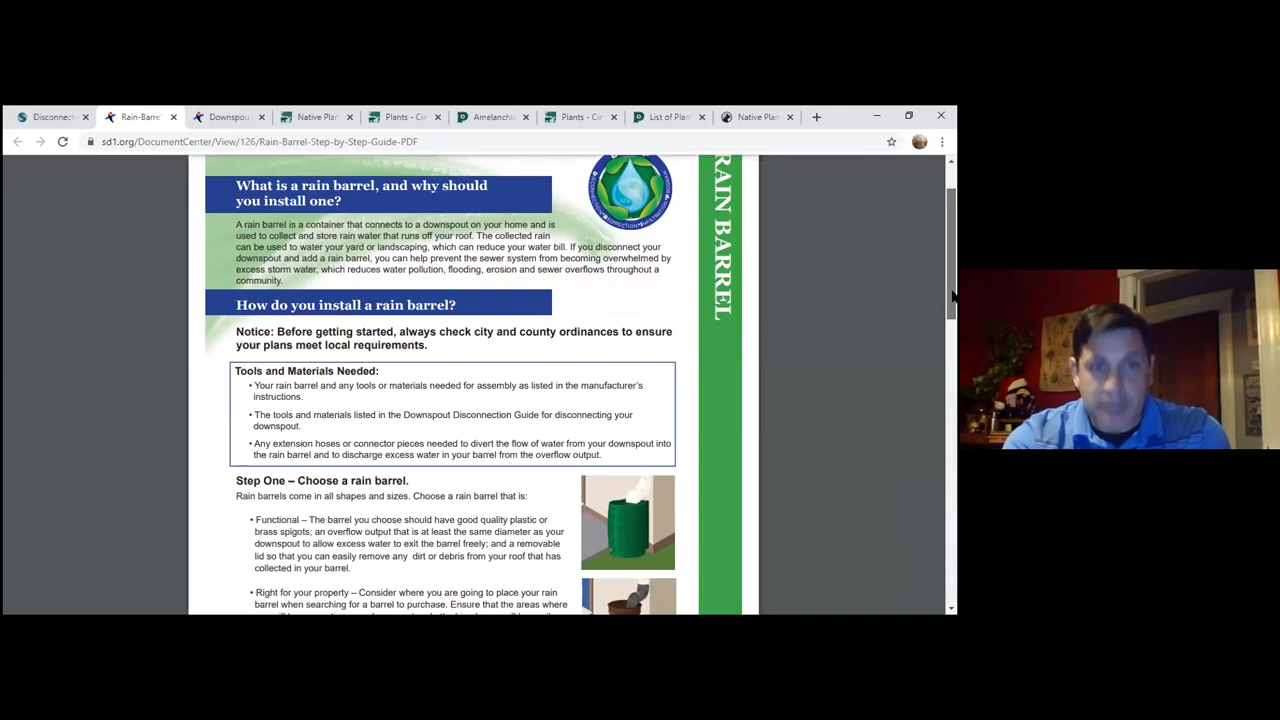 Disconnect
Rain-Barre
Downspou
Native Plan
Plants - Cin
Amelanchie
Plants - Cin
List of Plan
Native Plan
sd1.org/DocumentCenter/View/126/Rain-Barrel-Step-by-Step-Guide-PDF
What is a rain barrel, and why should
you install one?
A rain barrel is a container that connects to a downspout on your home and is
used to collect and store rain water that runs off your roof. The collected rain
can be used to water your yard or landscaping, which can reduce your water bill. If you disconnect your
downspout and add a rain barrel, you can help prevent the sewer system from becoming overwhelmed by
excess storm water, which reduces water pollution, flooding, erosion and sewer overflows throughout a
community.
RAIN BARREL
How do you install a rain barrel?
Notice: Before getting started, always check city and county ordinances to ensure
your plans meet local requirements.
Tools and Materials Needed:
• Your rain barrel and any tools or materials needed for assembly as listed in the manufacturer's
instructions.
• The tools and materials listed in the Downspout Disconnection Guide for disconnecting your
downspout.
• Any extension hoses or connector pieces needed to divert the flow of water from your downspout into
the rain barrel and to discharge excess water in your barrel from the overflow output.
Step One – Choose a rain barrel.
Rain barrels come in all shapes and sizes. Choose a rain barrel that is:
• Functional – The barrel you choose should have good quality plastic or
brass spigots; an overflow output that is at least the same diameter as your
downspout to allow excess water to exit the barrel freely; and a removable
lid so that you can easily remove any dirt or debris from your roof that has
collected in your barrel.
• Right for your property – Consider where you are going to place your rain
barrel when searching for a barrel to purchase. Ensure that the areas where